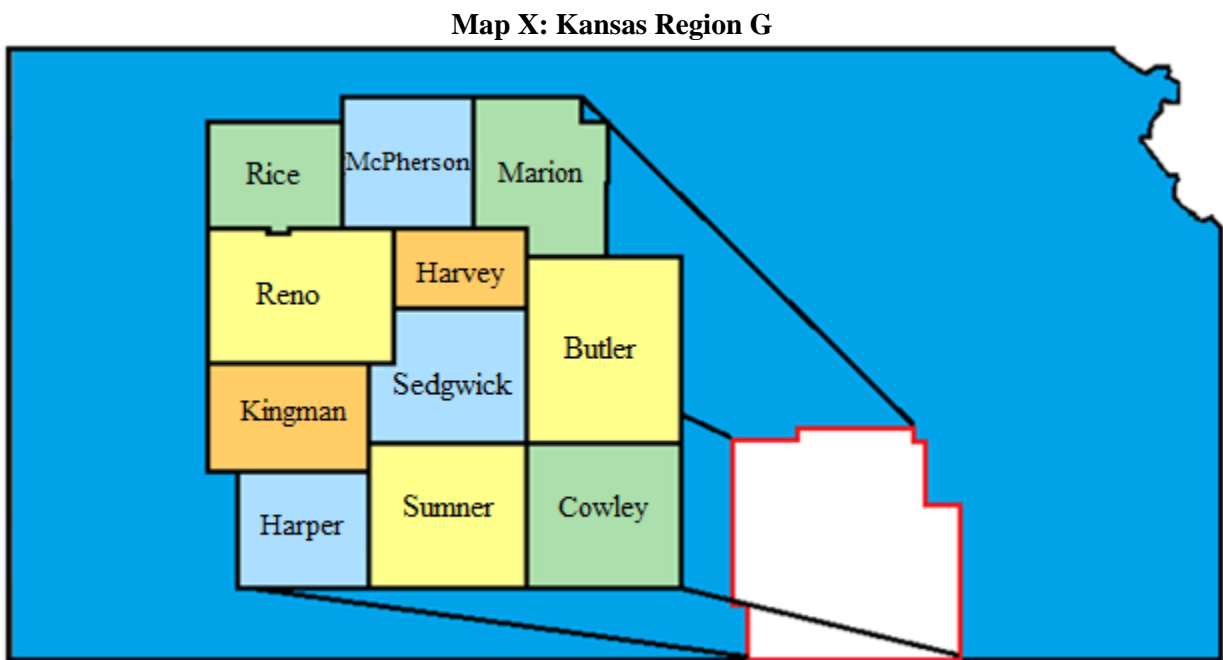 Map X: Kansas Region G
McPherson
Rice
Marion
Harvey
Reno
Butler
Sedgwick
Kingman
Sumner
Cowley
Harper